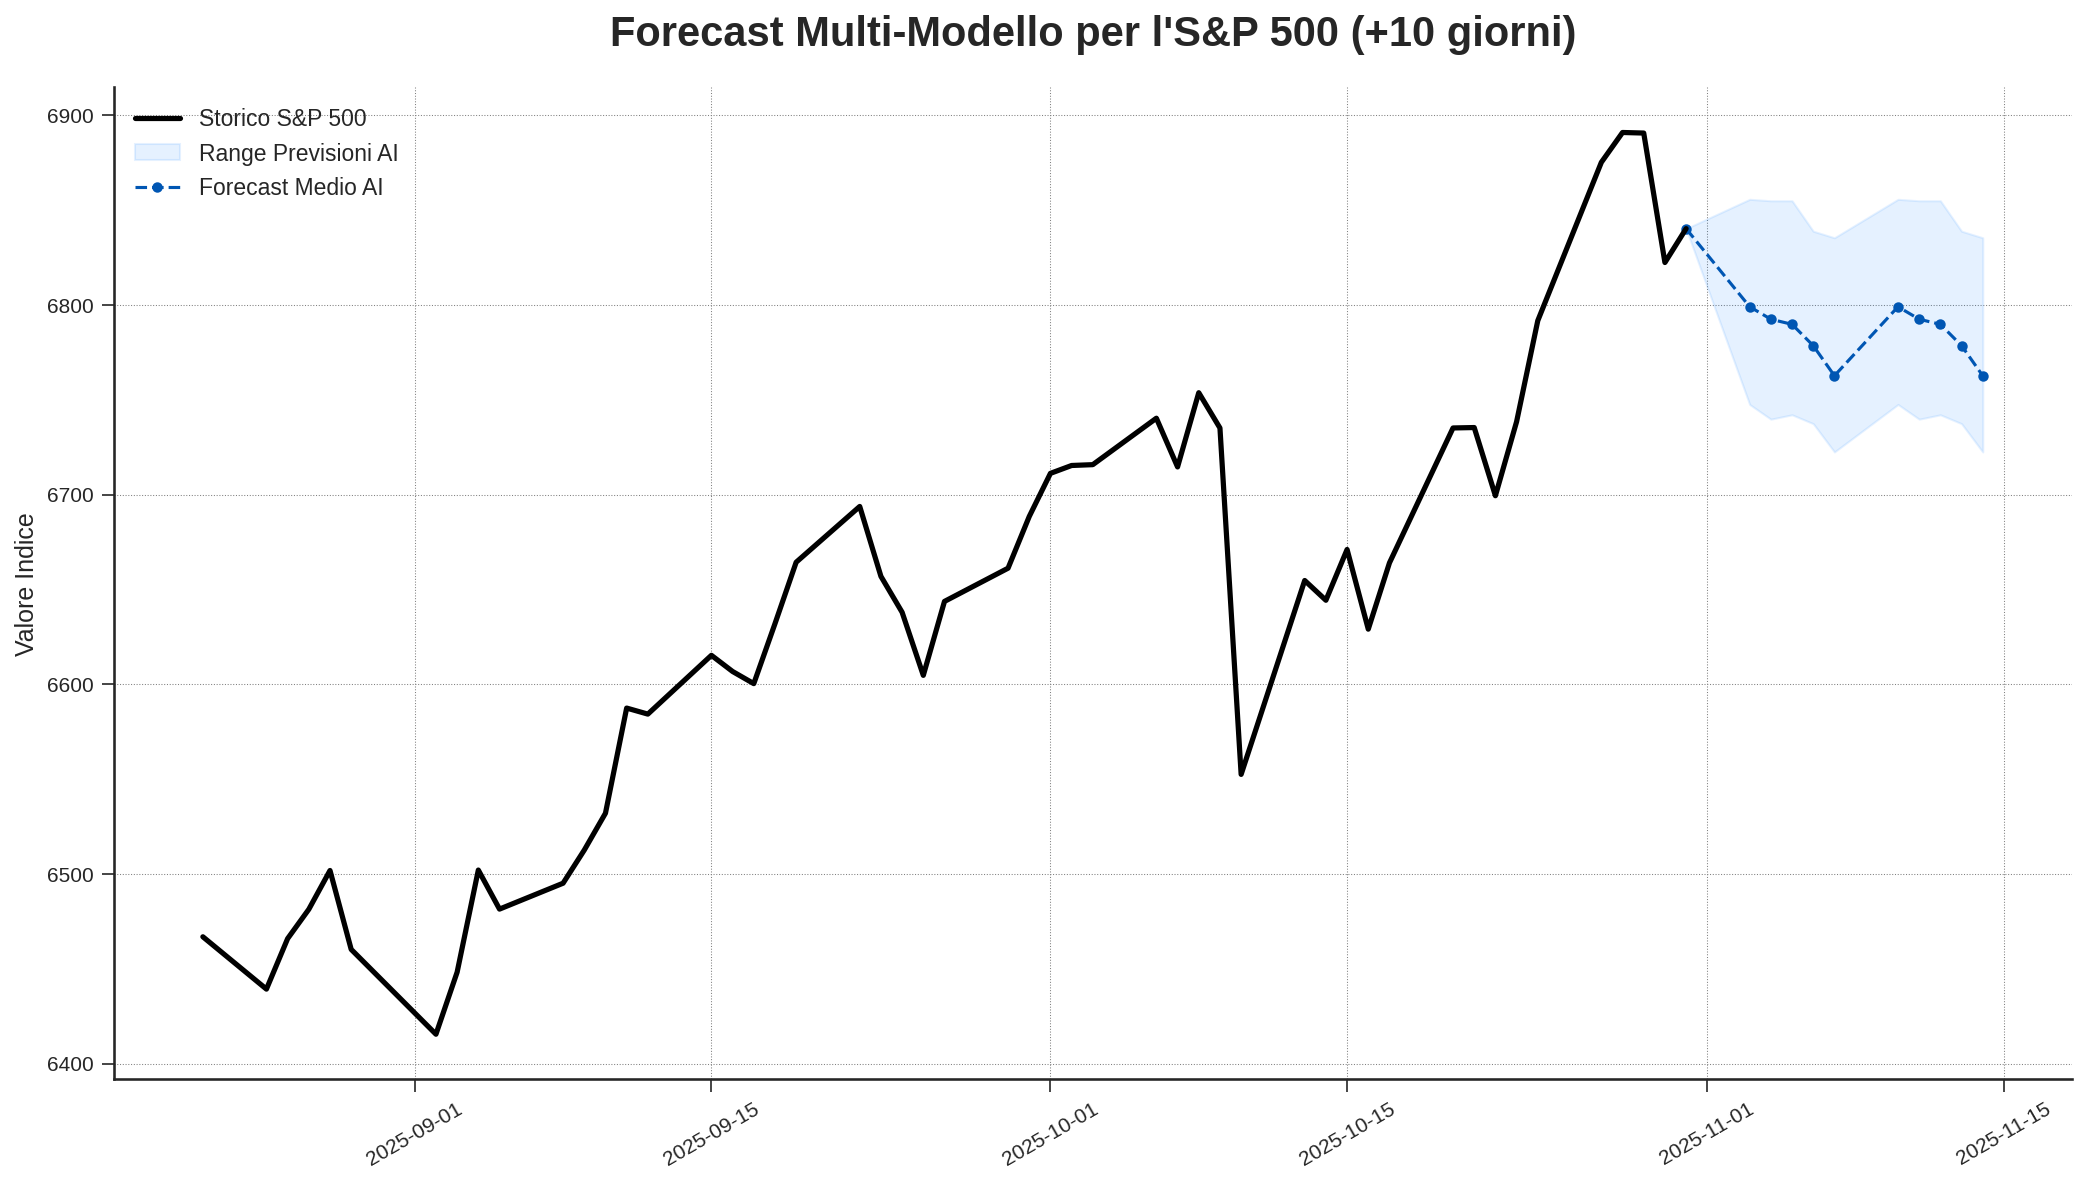 Forecast Multi-Modello per l'S&P 500 (+10 giorni)
Storico S&P 500
Range Previsioni AI
Forecast Medio AI
Valore Indice
6900
6800
6700
6600
6500
6400
2025-09-01
2025-09-15
2025-10-01
2025-10-15
2025-11-01
2025-11-15